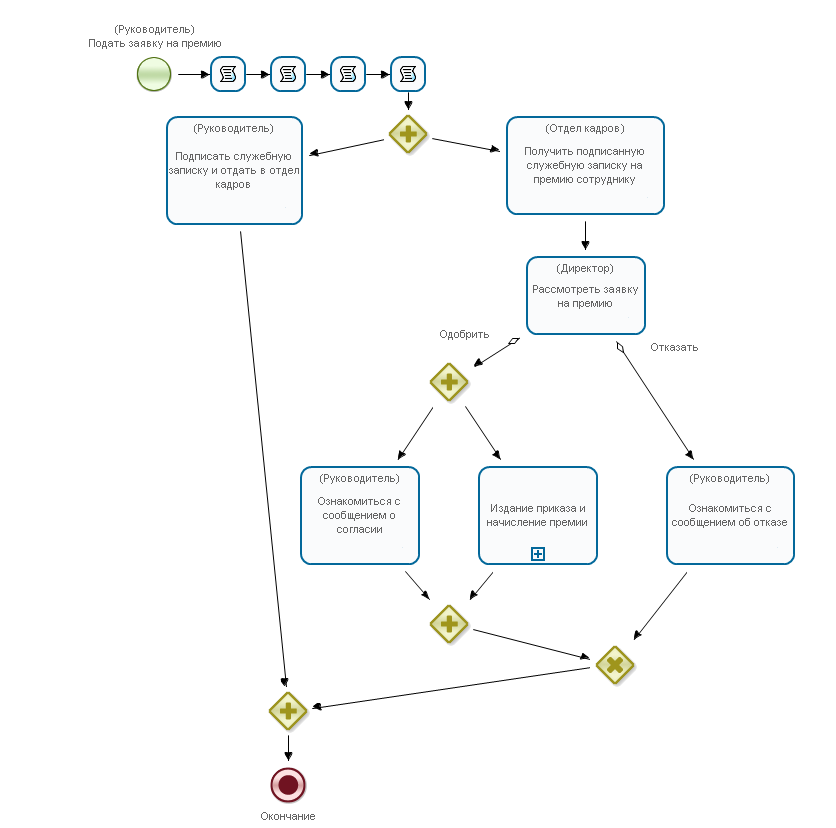 (Руководитель)
Подать заявку на премию
(Руководитель)
Подписать служебную
записку и отдать в отдел
кадров
(Отдел кадров)
Получить подписанную
служебную записку на
премию сотруднику
(Директор)
Рассмотреть заявку
на премию
Одобрить
Отказать
(Руководитель)
Ознакомиться с
сообщением о
согласии
Издание приказа и
начисление премии
(Руководитель)
Ознакомиться с
сообщением об отказе
Окончание